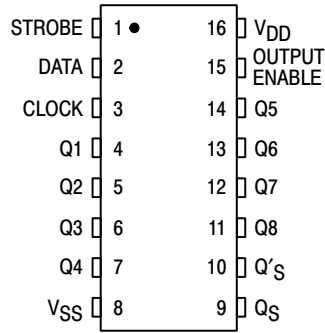 STROBE 1 16 VDD
DATA 2 15 OUTPUT ENABLE
CLOCK 3 14 Q5
Q1 4 13 Q6
Q2 5 12 Q7
Q3 6 11 Q8
Q4 7 10 Q′S
VSS 8 9 QS